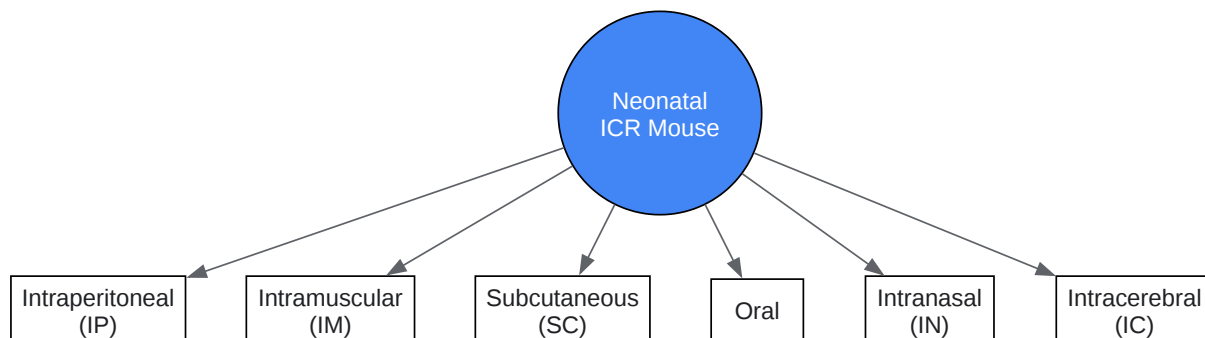 Neonatal
ICR Mouse
Intraperitoneal
(IP)
Intramuscular
(IM)
Subcutaneous
(SC)
Oral
Intranasal
(IN)
Intracerebral
(IC)